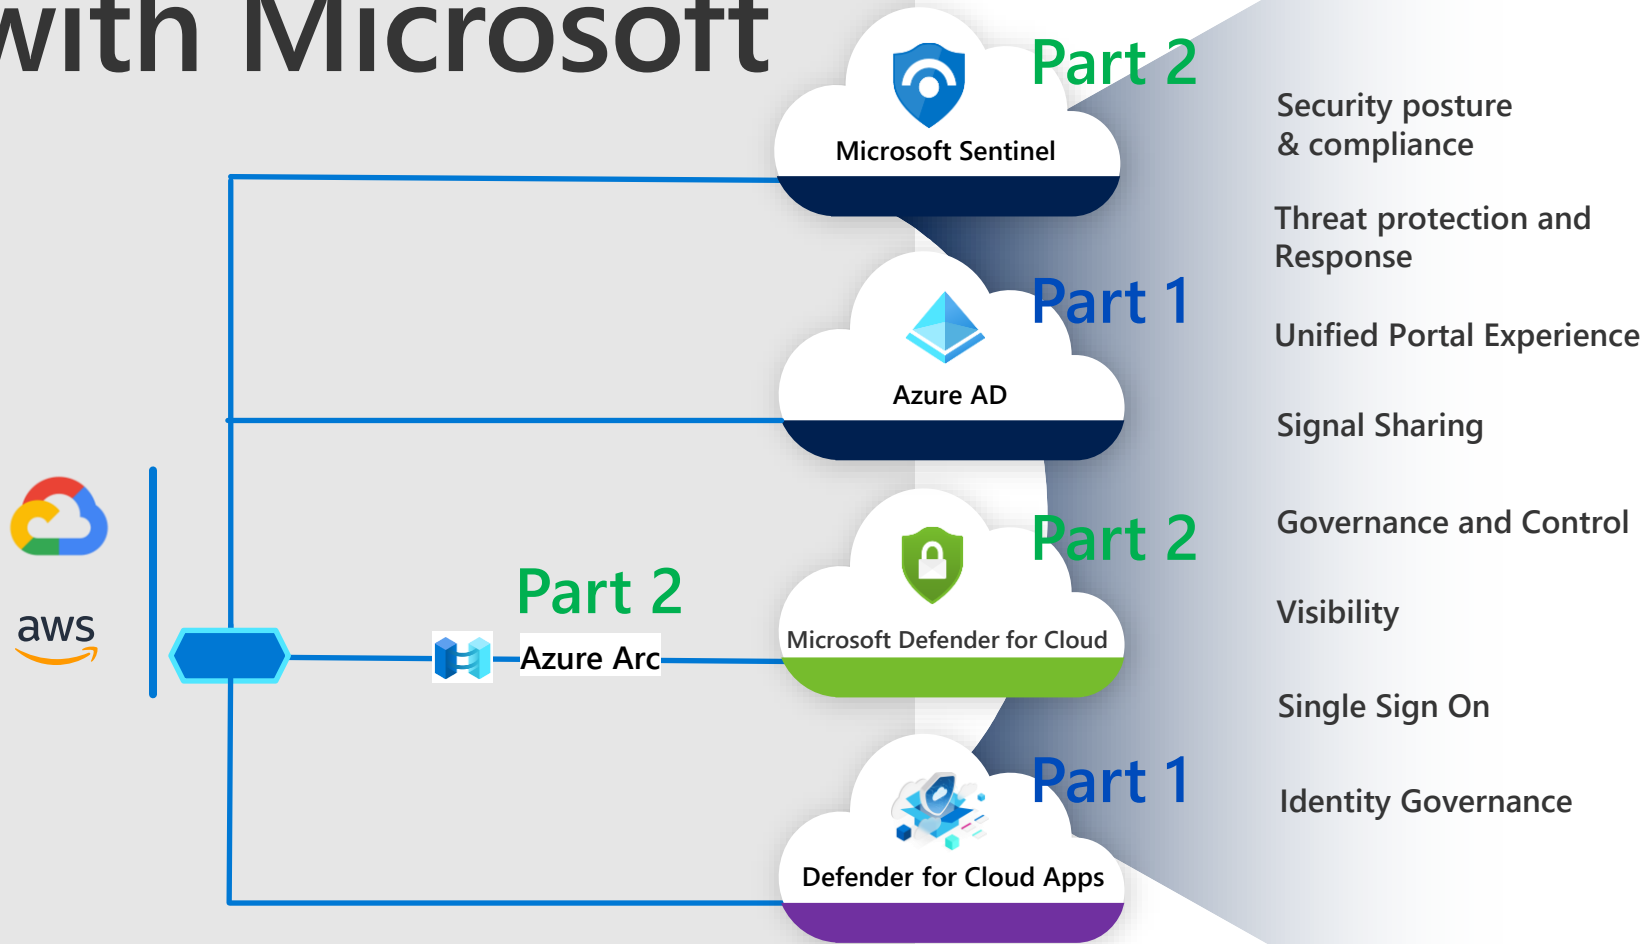 with Microsoft
Part 2
Microsoft Sentinel
Part 1
Azure AD
Part 2
Microsoft Defender for Cloud
Part 1
Defender for Cloud Apps
aws
Part 2
Azure Arc
Security posture
& compliance
Threat protection and
Response
Unified Portal Experience
Signal Sharing
Governance and Control
Visibility
Single Sign On
Identity Governance